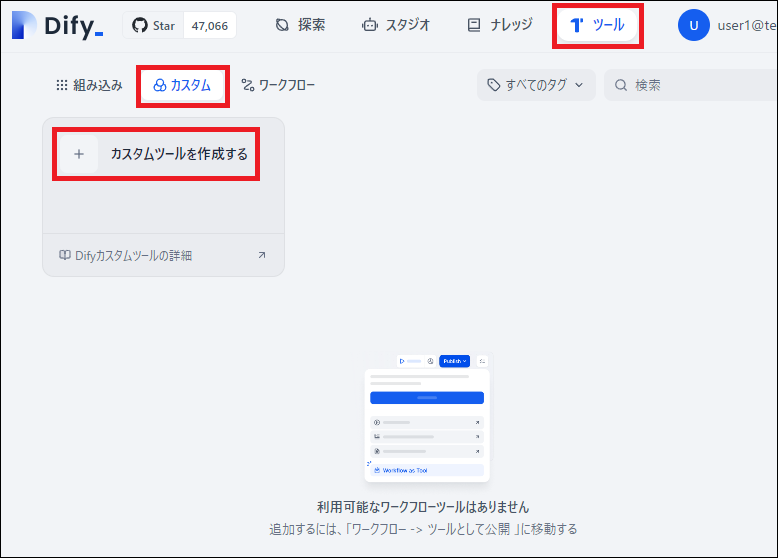 Dify_ Star 47,066 探索 スタジオ ナレッジ ツール U user1@te
組み込み カスタム ワークフロー すべてのタグ 検索
+ カスタムツールを作成する
Difyカスタムツールの詳細
Publish
Workflow as Tool
利用可能なワークフローツールはありません
追加するには、「ワークフロー -> ツールとして公開 」に移動する